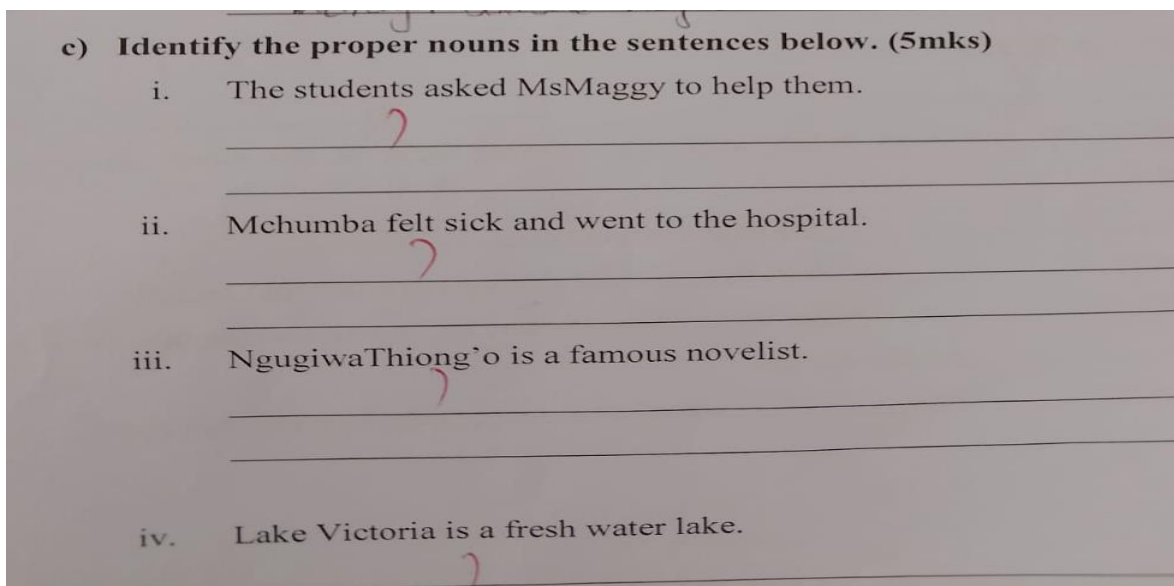 c) Identify the proper nouns in the sentences below. (5mks)
i. The students asked MsMaggy to help them.
ii. Mchumba felt sick and went to the hospital.
iii. NgugiwaThiong’o is a famous novelist.
iv. Lake Victoria is a fresh water lake.